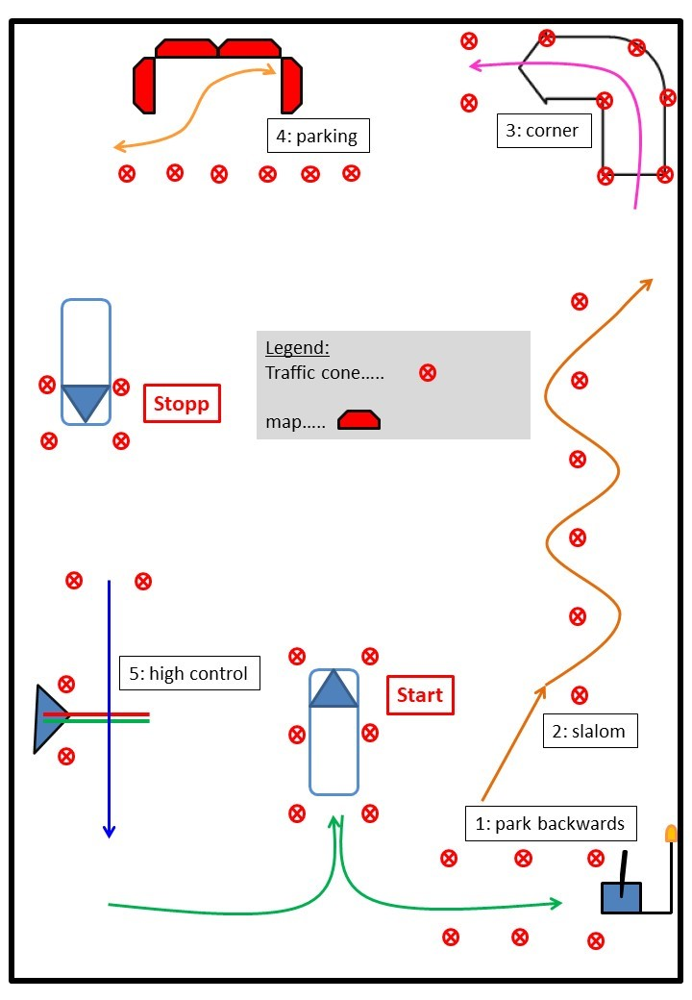 4: parking
3: corner
Legend:
Traffic cone.....
map.....
Stopp
5: high control
Start
2: slalom
1: park backwards